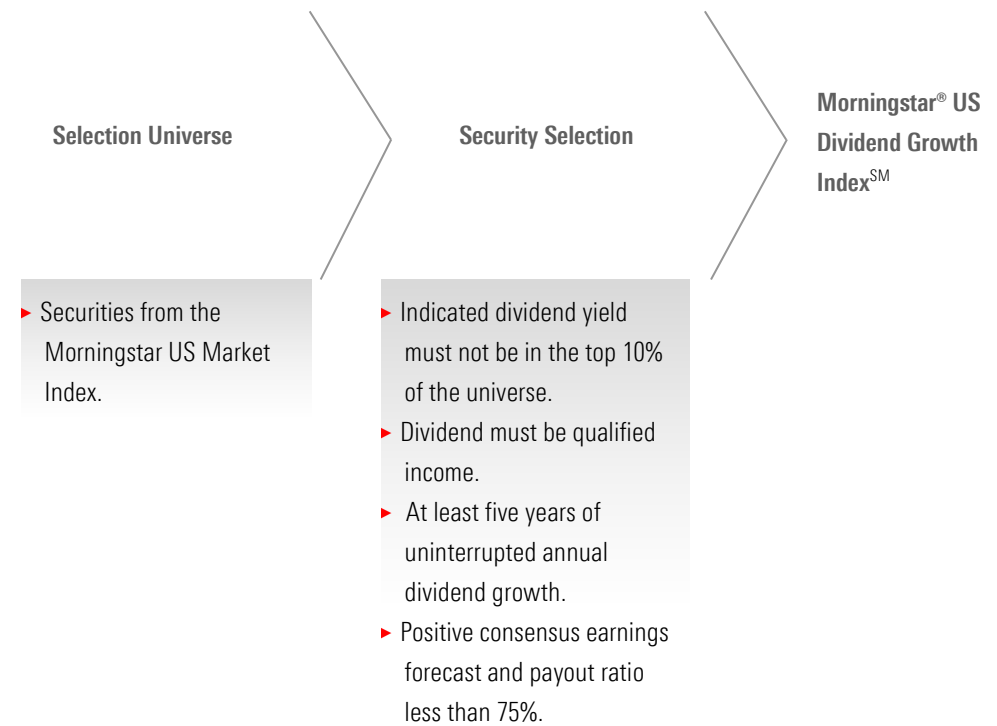 Selection Universe
Security Selection
Morningstar® US
Dividend Growth
Index℠
► Securities from the
Morningstar US Market
Index.
► Indicated dividend yield
must not be in the top 10%
of the universe.
► Dividend must be qualified
income.
► At least five years of
uninterrupted annual
dividend growth.
► Positive consensus earnings
forecast and payout ratio
less than 75%.